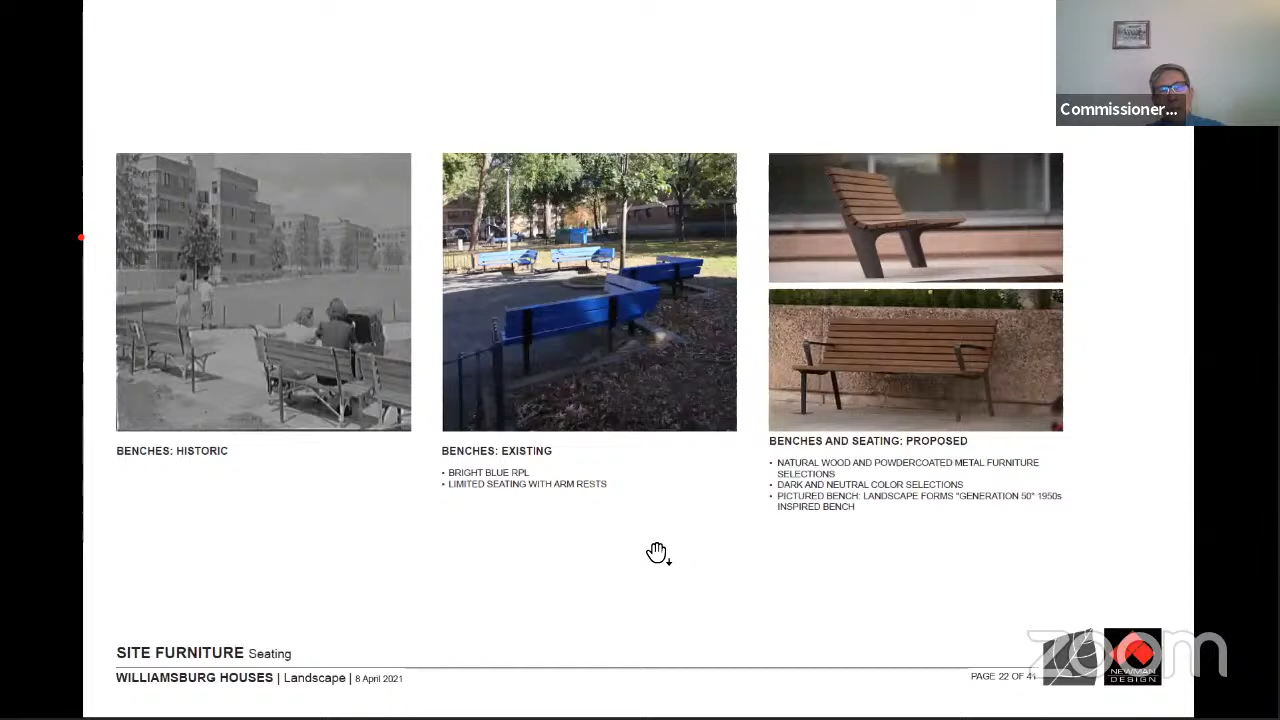 Commissioner...
BENCHES: HISTORIC
BENCHES: EXISTING
• BRIGHT BLUE RPL
• LIMITED SEATING WITH ARM RESTS
BENCHES AND SEATING: PROPOSED
• NATURAL WOOD AND POWDERCOATED METAL FURNITURE
SELECTIONS
• DARK AND NEUTRAL COLOR SELECTIONS
• PICTURED BENCH: LANDSCAPE FORMS "GENERATION 50" 1950s
INSPIRED BENCH
SITE FURNITURE Seating
WILLIAMSBURG HOUSES | Landscape | 8 April 2021
PAGE 22 OF 41
zoom
NEWMAN
DESIGN